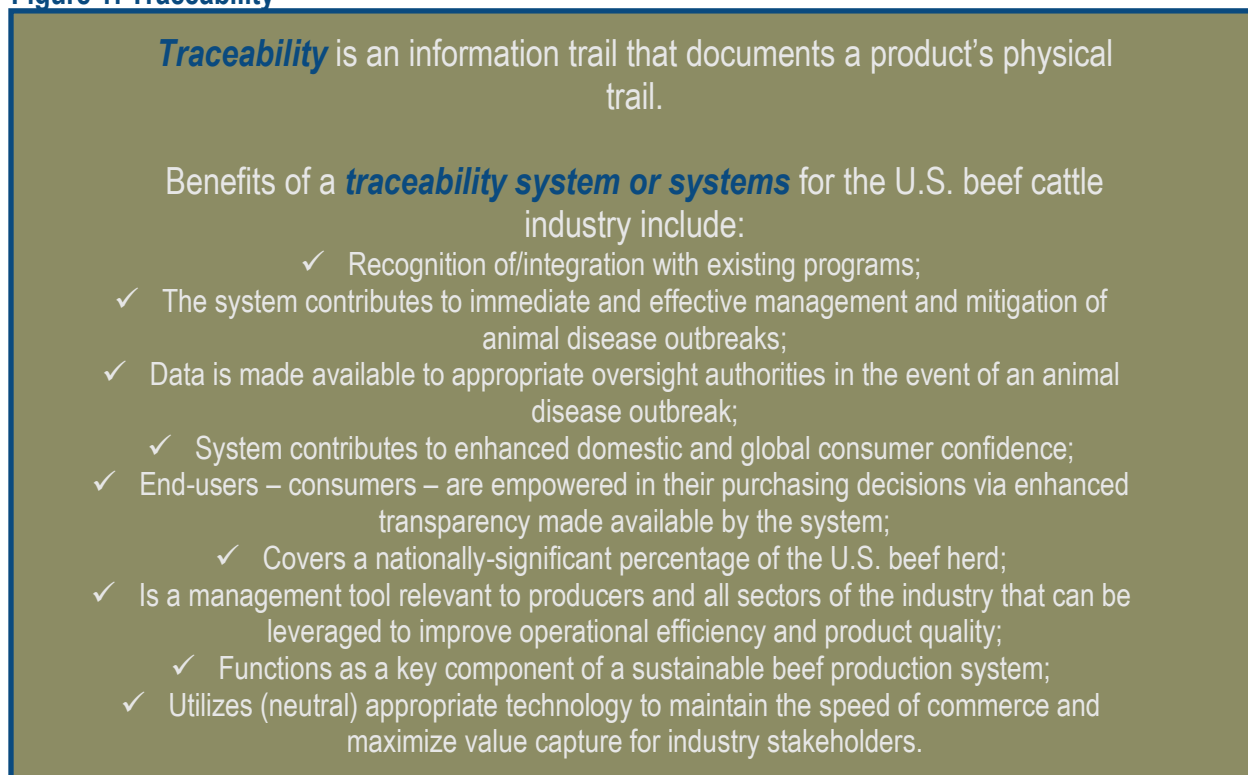 Figure 1. Traceability
Traceability is an information trail that documents a product’s physical
trail.
Benefits of a traceability system or systems for the U.S. beef cattle
industry include:
✓ Recognition of/integration with existing programs;
✓ The system contributes to immediate and effective management and mitigation of
animal disease outbreaks;
✓ Data is made available to appropriate oversight authorities in the event of an animal
disease outbreak;
✓ System contributes to enhanced domestic and global consumer confidence;
✓ End-users – consumers – are empowered in their purchasing decisions via enhanced
transparency made available by the system;
✓ Covers a nationally-significant percentage of the U.S. beef herd;
✓ Is a management tool relevant to producers and all sectors of the industry that can be
leveraged to improve operational efficiency and product quality;
✓ Functions as a key component of a sustainable beef production system;
✓ Utilizes (neutral) appropriate technology to maintain the speed of commerce and
maximize value capture for industry stakeholders.